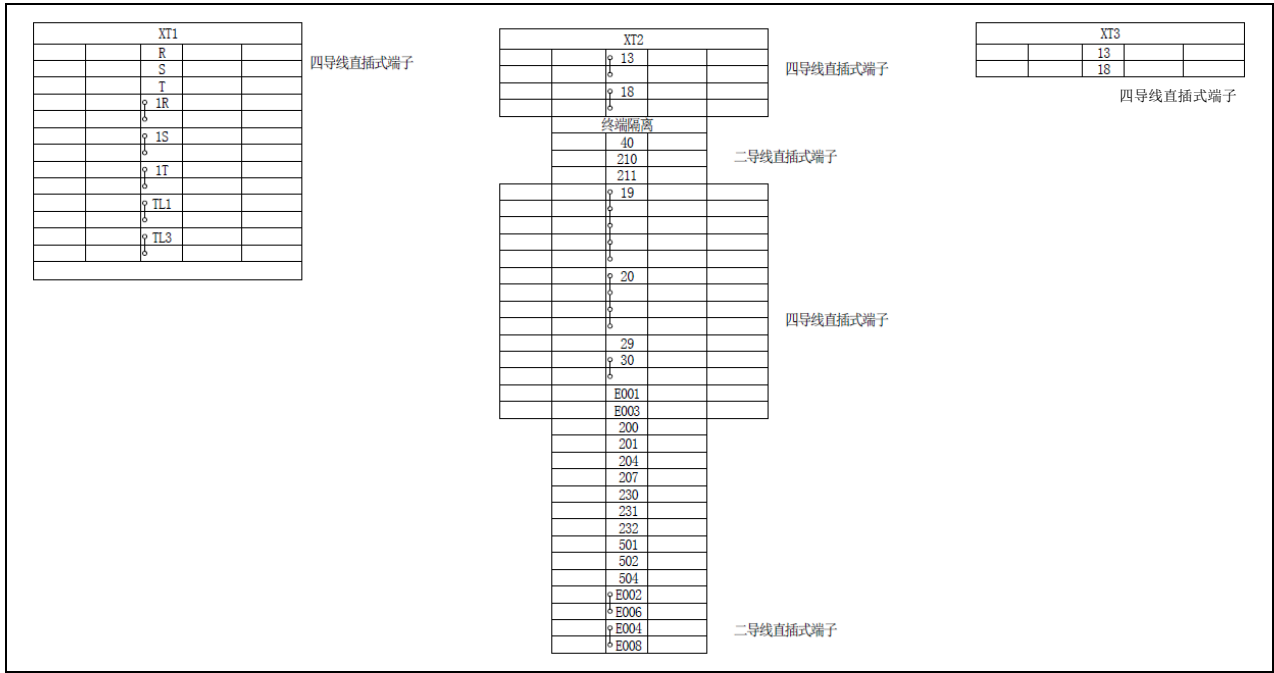 XT1
R
S
T
1R
1S
1T
TL1
TL3
四导线直插式端子
XT2
13
18
四导线直插式端子
终端隔离
40
210
211
二导线直插式端子
19
20
29
30
E001
E003
四导线直插式端子
200
201
204
207
230
231
232
501
502
504
E002
E006
E004
E008
二导线直插式端子
XT3
13
18
四导线直插式端子